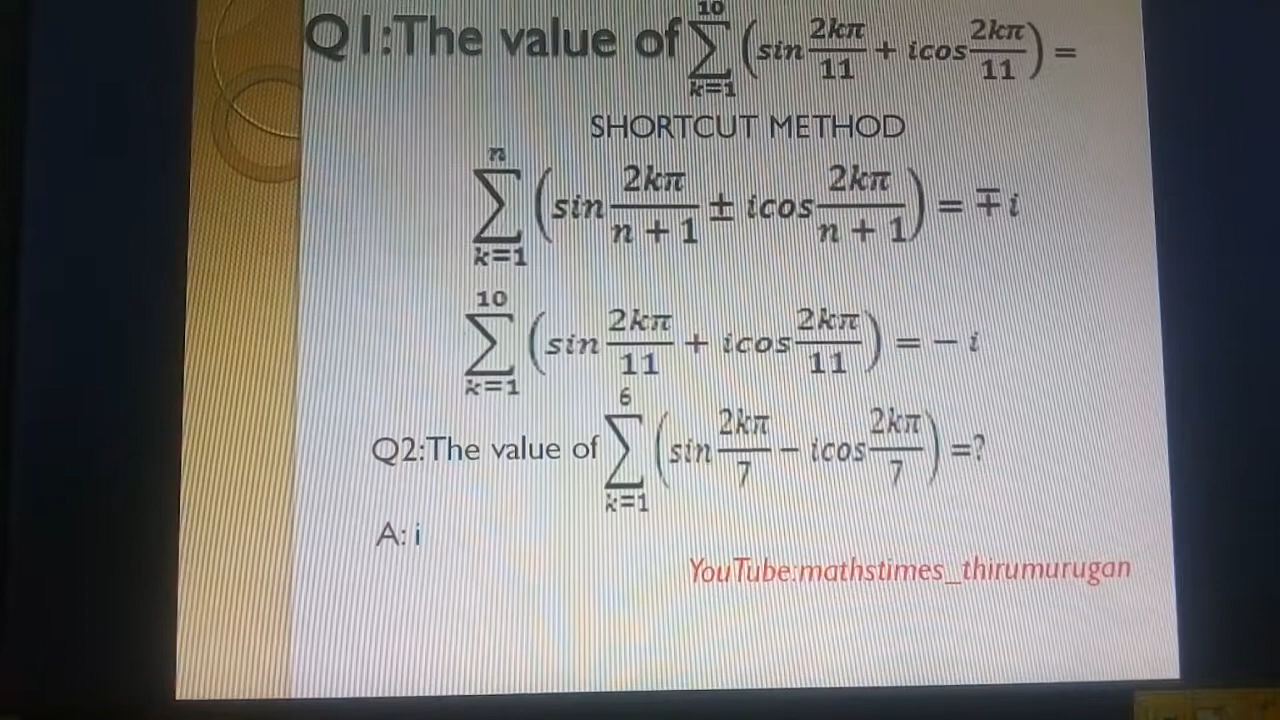 Q1:The value of ∑_{k=1}^{10} (sin 2kπ/11 + icos 2kπ/11) =
SHORTCUT METHOD
∑_{k=1}^{n} (sin 2kπ/n + 1 ± icos 2kπ/n + 1) = ∓ i
∑_{k=1}^{10} (sin 2kπ/11 + icos 2kπ/11) = − i
Q2:The value of ∑_{k=1}^{6} (sin 2kπ/7 − icos 2kπ/7) =?
A: i
YouTube:mathstimes_thirumurugan